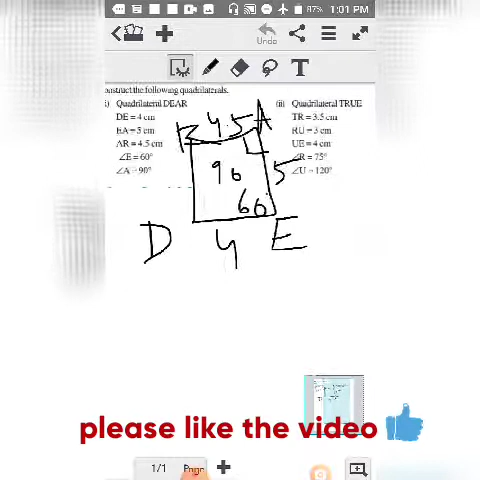 87% 1:01 PM
Undo
T
onstruct the following quadrilaterals.
i) Quadrilateral DEAR
DE = 4 cm
EA = 5 cm
AR = 4.5 cm
∠E = 60°
∠A = 90°
(ii) Quadrilateral TRUE
TR = 3.5 cm
RU = 3 cm
UE = 4 cm
∠R = 75°
∠U = 120°
R 4.5 A
90 5
60
D 4 E
please like the video
1/1 Page